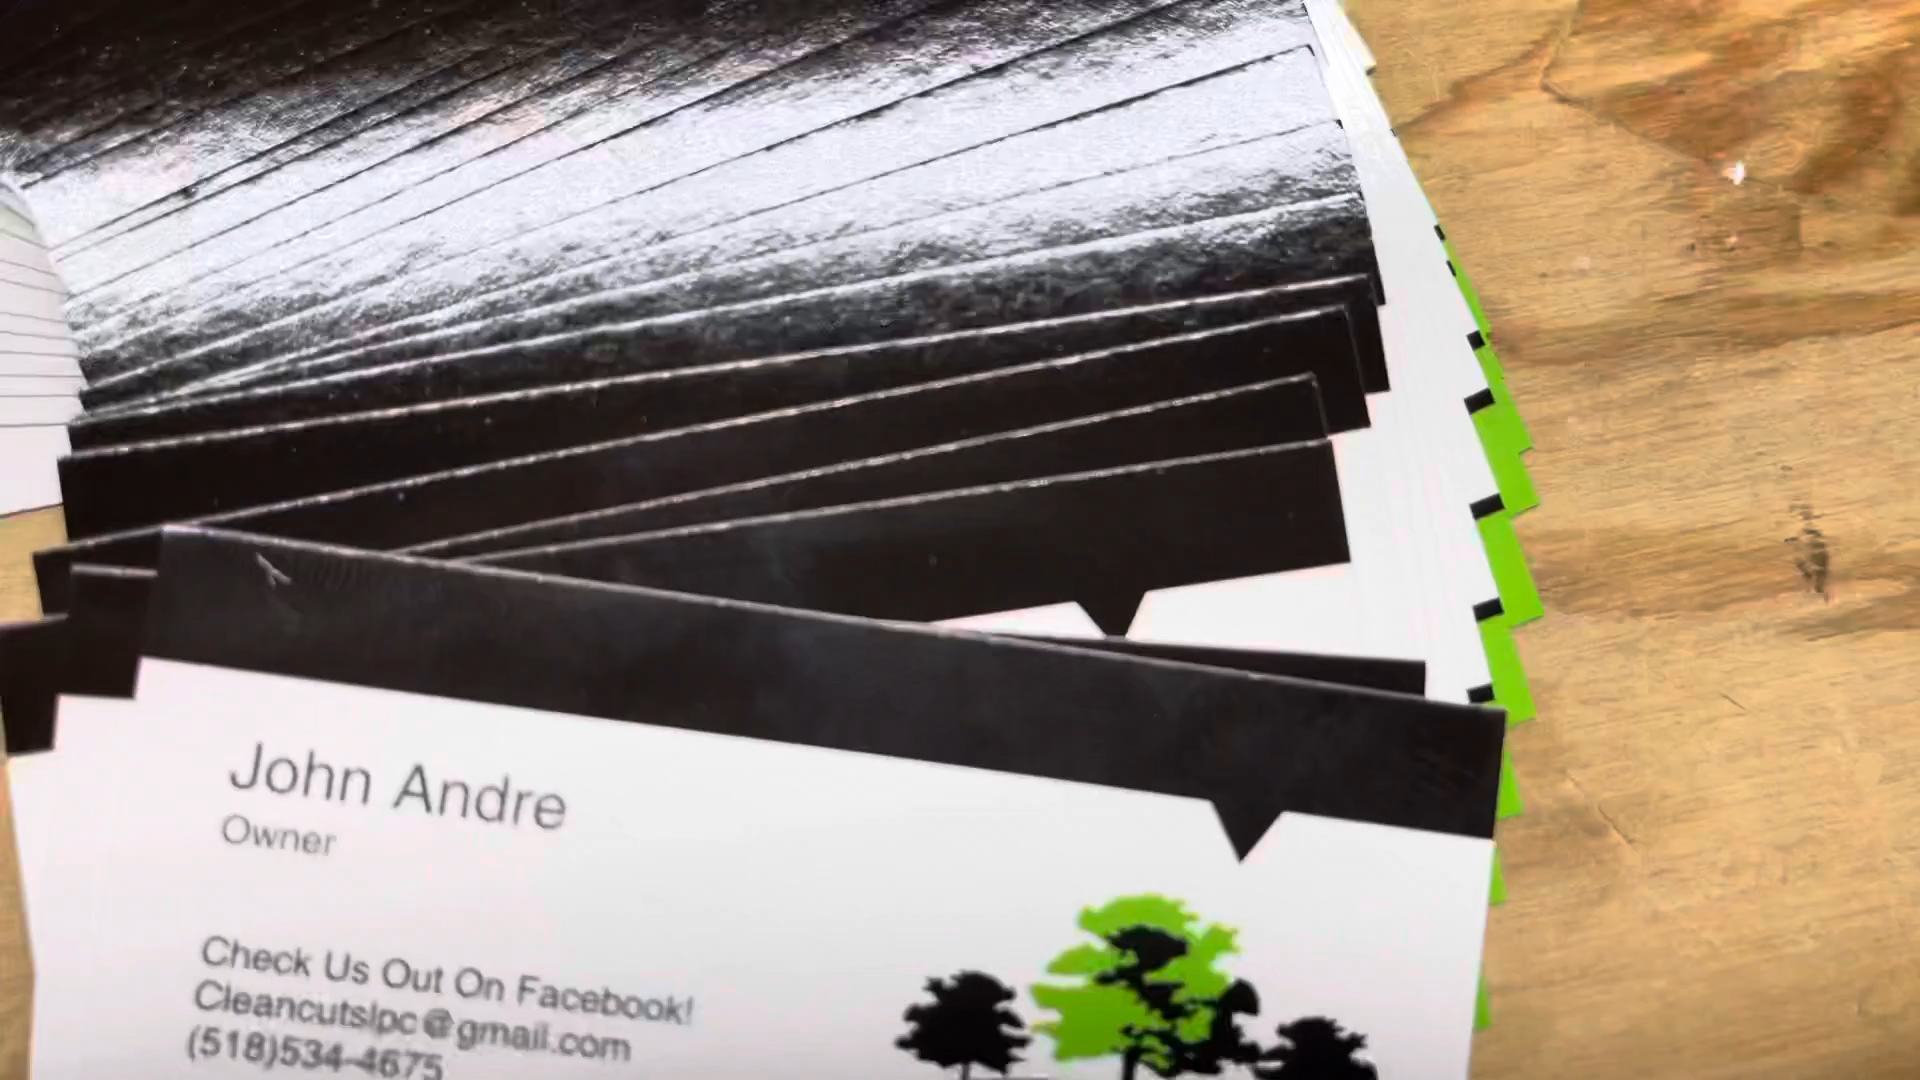 John Andre
Owner
Check Us Out On Facebook!
Cleancutslpc@gmail.com
(518)534-4675